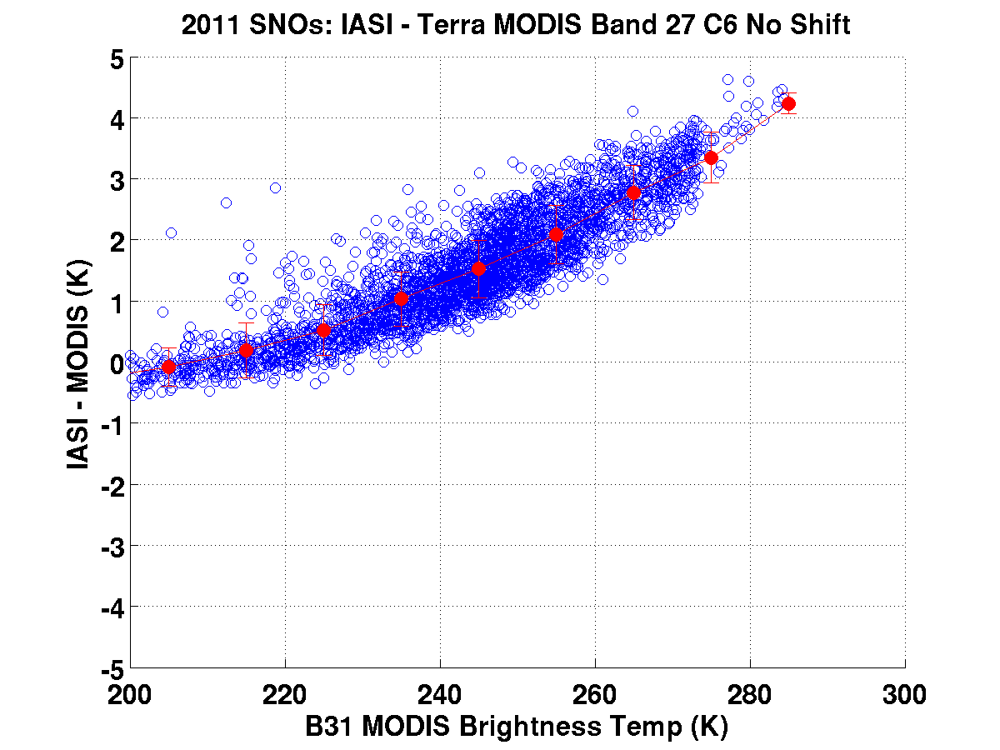 2011 SNOs: IASI - Terra MODIS Band 27 C6 No Shift
5
4
3
2
1
0
-1
-2
-3
-4
-5
IASI - MODIS (K)
200 220 240 260 280 300
B31 MODIS Brightness Temp (K)